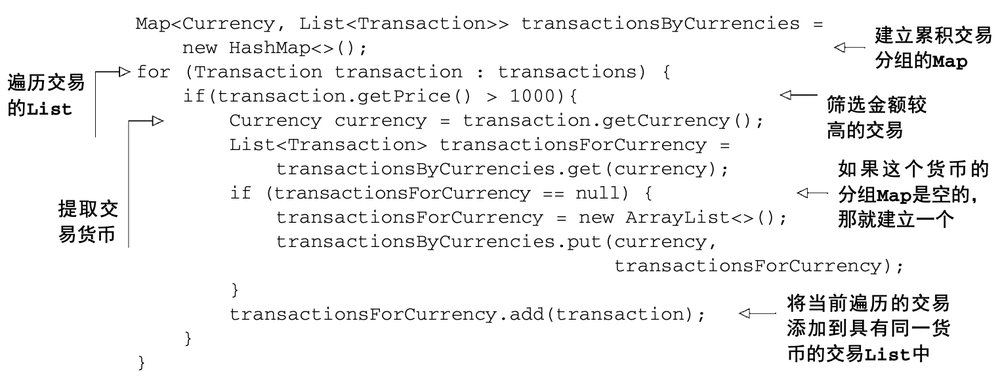 Map<Currency, List<Transaction>> transactionsByCurrencies =
    new HashMap<>();
建立累积交易
分组的Map
for (Transaction transaction : transactions) {
遍历交易
的List
    if(transaction.getPrice() > 1000){
筛选金额较
高的交易
        Currency currency = transaction.getCurrency();
提取交
易货币
        List<Transaction> transactionsForCurrency =
            transactionsByCurrencies.get(currency);
        if (transactionsForCurrency == null) {
如果这个货币的
分组Map是空的,
那就建立一个
            transactionsForCurrency = new ArrayList<>();
            transactionsByCurrencies.put(currency,
                                         transactionsForCurrency);
        }
        transactionsForCurrency.add(transaction);
将当前遍历的交易
添加到具有同一货
币的交易List中
    }
}